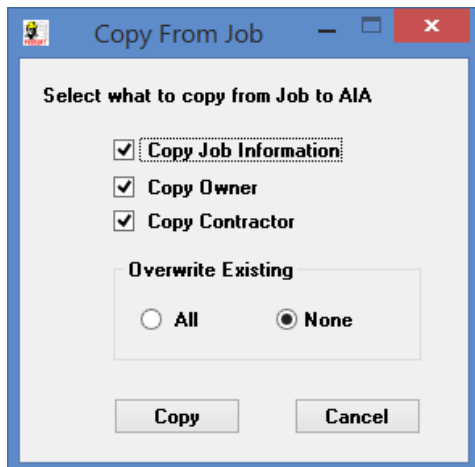 Copy From Job
Select what to copy from Job to AIA
Copy Job Information
Copy Owner
Copy Contractor
Overwrite Existing
All
None
Copy
Cancel